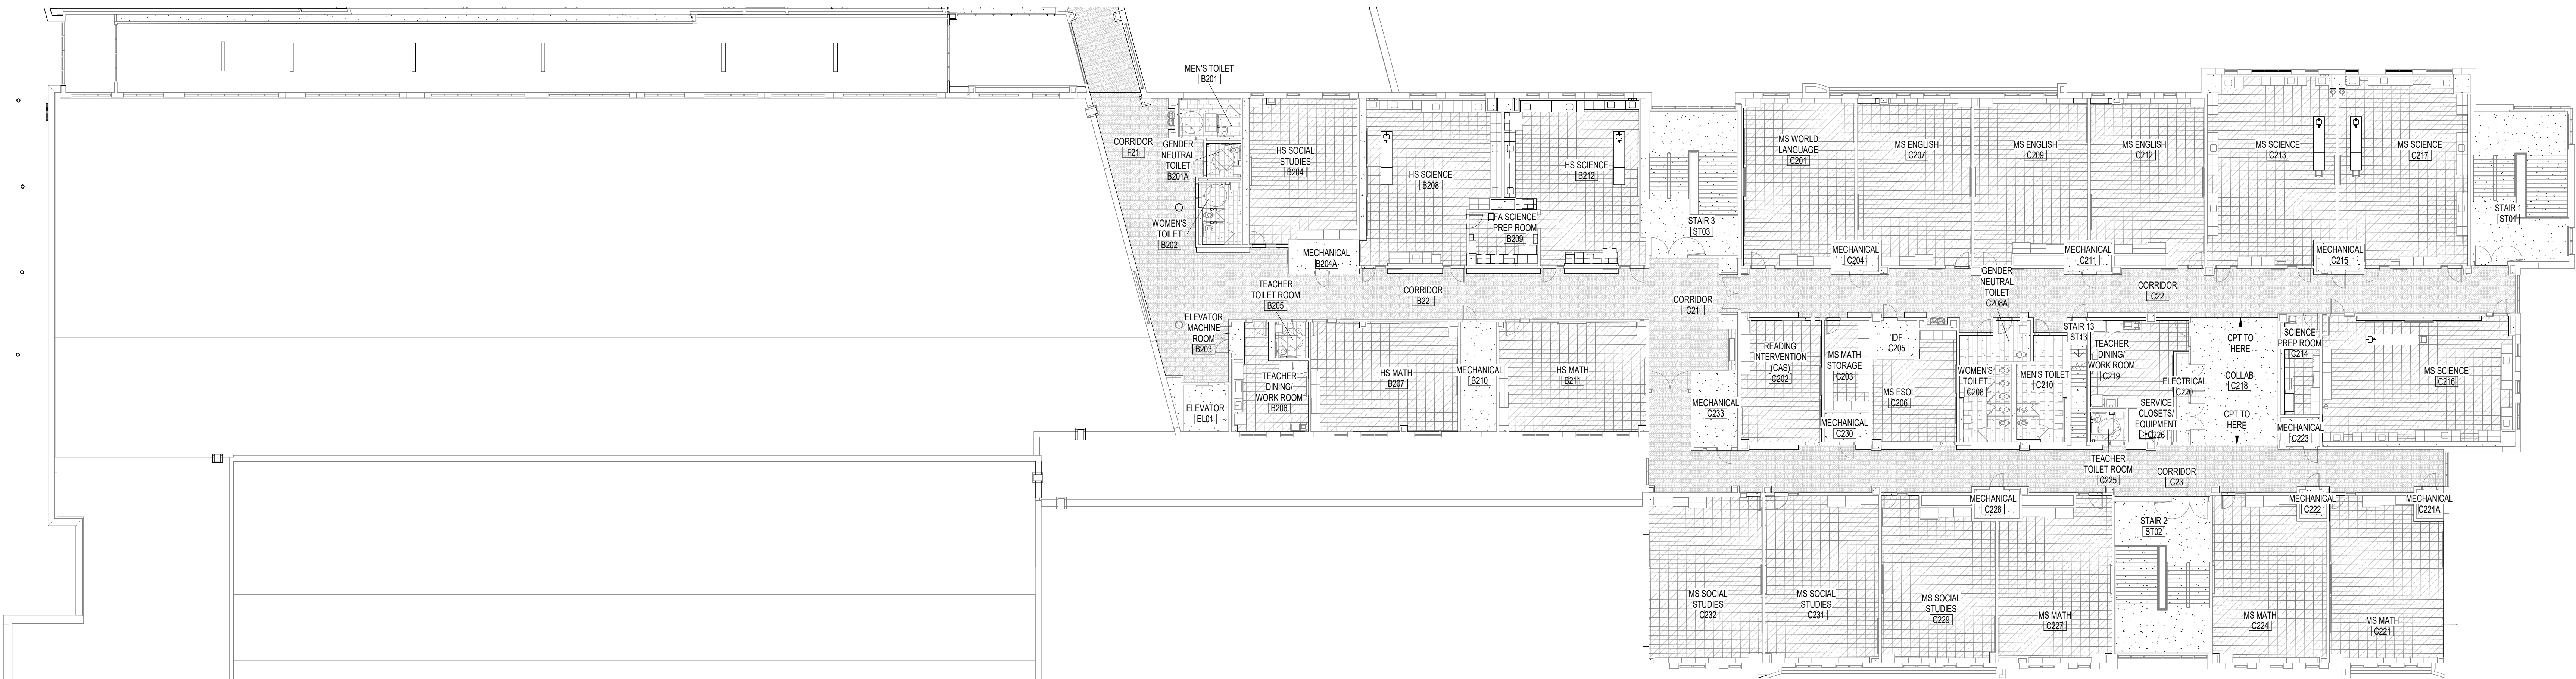 MEN'S TOILET
B201
CORRIDOR
F21
GENDER
NEUTRAL
TOILET
B201A
WOMEN'S
TOILET
B202
HS SOCIAL
STUDIES
B204
MECHANICAL
B204A
HS SCIENCE
B208
HS SCIENCE
B212
FA SCIENCE
PREP ROOM
B209
STAIR 3
ST03
MS WORLD
LANGUAGE
C201
MS ENGLISH
C207
MS ENGLISH
C209
MS ENGLISH
C212
MS SCIENCE
C213
MS SCIENCE
C217
STAIR 1
ST01
MECHANICAL
C204
MECHANICAL
C211
MECHANICAL
C215
TEACHER
TOILET ROOM
B205
CORRIDOR
B22
CORRIDOR
C21
GENDER
NEUTRAL
TOILET
C208A
CORRIDOR
C22
ELEVATOR
MACHINE
ROOM
B203
ELEVATOR
EL01
TEACHER
DINING/
WORK ROOM
B206
HS MATH
B207
MECHANICAL
B210
HS MATH
B211
MECHANICAL
C233
READING
INTERVENTION
(CAS)
C202
MS MATH
STORAGE
C203
MECHANICAL
C230
IDF
C205
MS ESOL
C206
WOMEN'S
TOILET
C208
MEN'S TOILET
C210
STAIR 13
ST13
TEACHER
DINING/
WORK ROOM
C219
ELECTRICAL
C220
SERVICE
CLOSETS/
EQUIPMENT
C226
CPT TO
HERE
COLLAB
C218
CPT TO
HERE
SCIENCE
PREP ROOM
C214
MECHANICAL
C223
MS SCIENCE
C216
TEACHER
TOILET ROOM
C225
CORRIDOR
C23
MS SOCIAL
STUDIES
C232
MS SOCIAL
STUDIES
C231
MS SOCIAL
STUDIES
C229
MECHANICAL
C228
MS MATH
C227
STAIR 2
ST02
MS MATH
C224
MECHANICAL
C222
MECHANICAL
C221A
MS MATH
C221